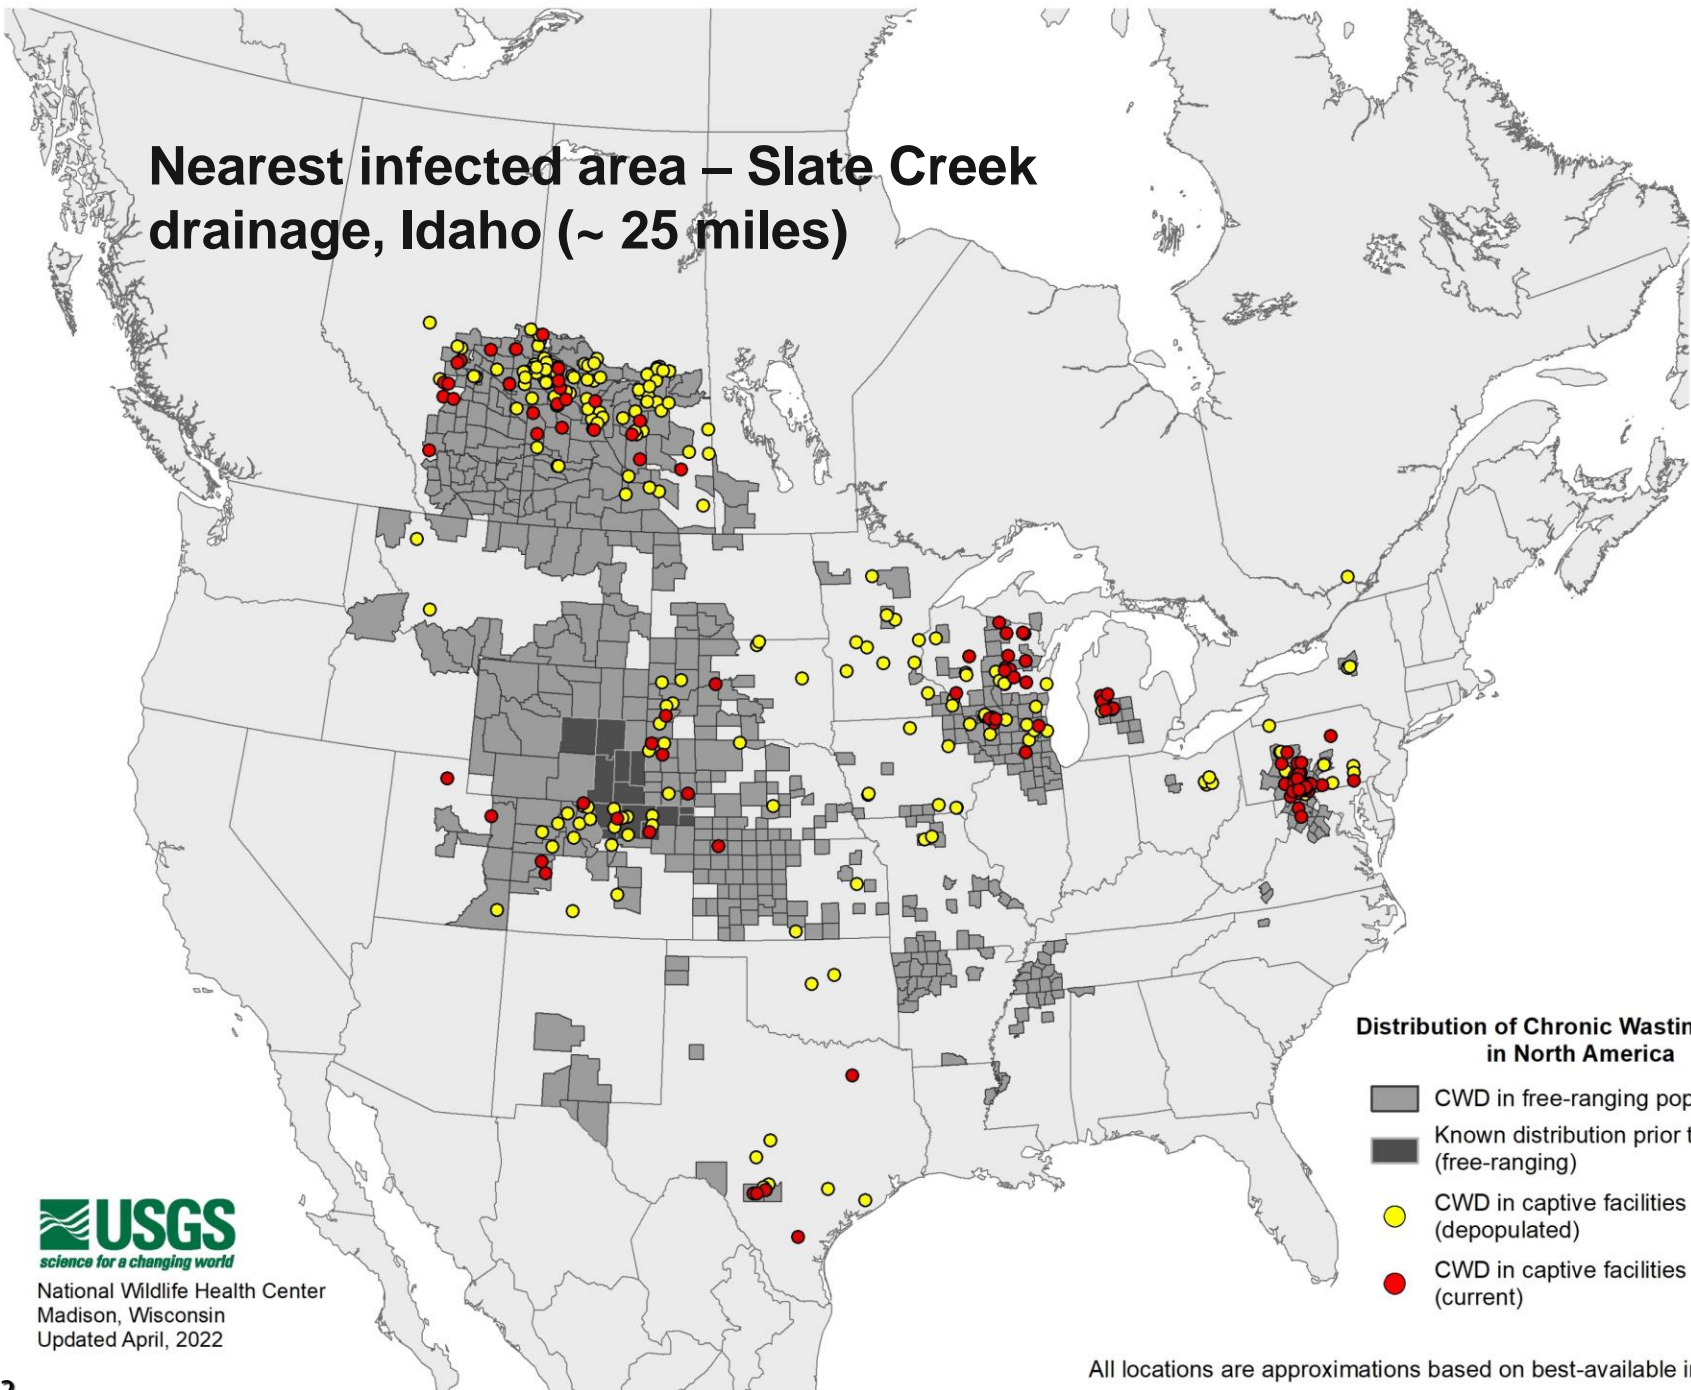 Nearest infected area – Slate Creek
drainage, Idaho (~ 25 miles)
Distribution of Chronic Wastin
in North America
CWD in free-ranging pop
Known distribution prior t
(free-ranging)
CWD in captive facilities
(depopulated)
CWD in captive facilities
(current)
USGS
science for a changing world
National Wildlife Health Center
Madison, Wisconsin
Updated April, 2022
All locations are approximations based on best-available i